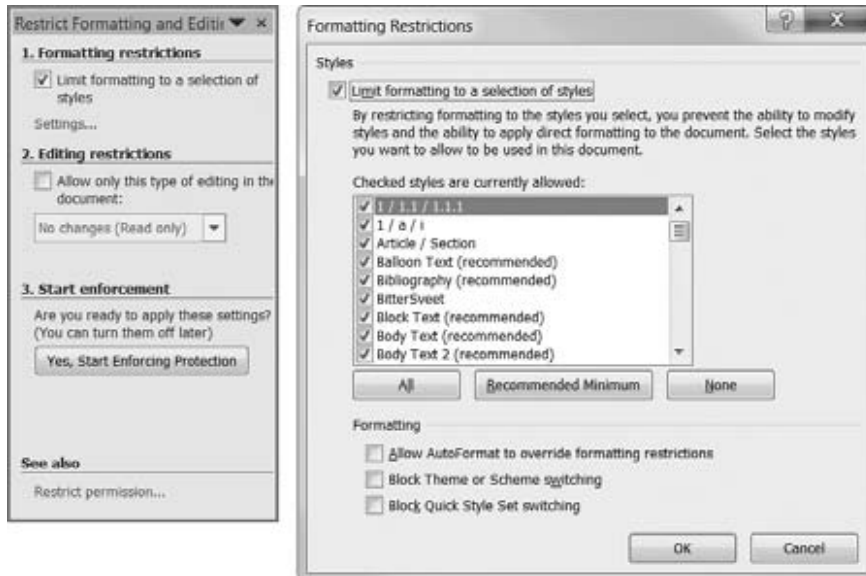 Restrict Formatting and Editin
1. Formatting restrictions
Limit formatting to a selection of
styles
Settings...
2. Editing restrictions
Allow only this type of editing in the
document:
No changes (Read only)
3. Start enforcement
Are you ready to apply these settings?
(You can turn them off later)
Yes, Start Enforcing Protection
See also
Restrict permission...
Formatting Restrictions
Styles
Limit formatting to a selection of styles
By restricting formatting to the styles you select, you prevent the ability to modify
styles and the ability to apply direct formatting to the document. Select the styles
you want to allow to be used in this document.
Checked styles are currently allowed:
1 / 1.1 / 1.1.1
1 / a / i
Article / Section
Balloon Text (recommended)
Bibliography (recommended)
BitterSveet
Block Text (recommended)
Body Text (recommended)
Body Text 2 (recommended)
All
Recommended Minimum
None
Formatting
Allow AutoFormat to override formatting restrictions
Block Theme or Scheme switching
Block Quick Style Set switching
OK
Cancel